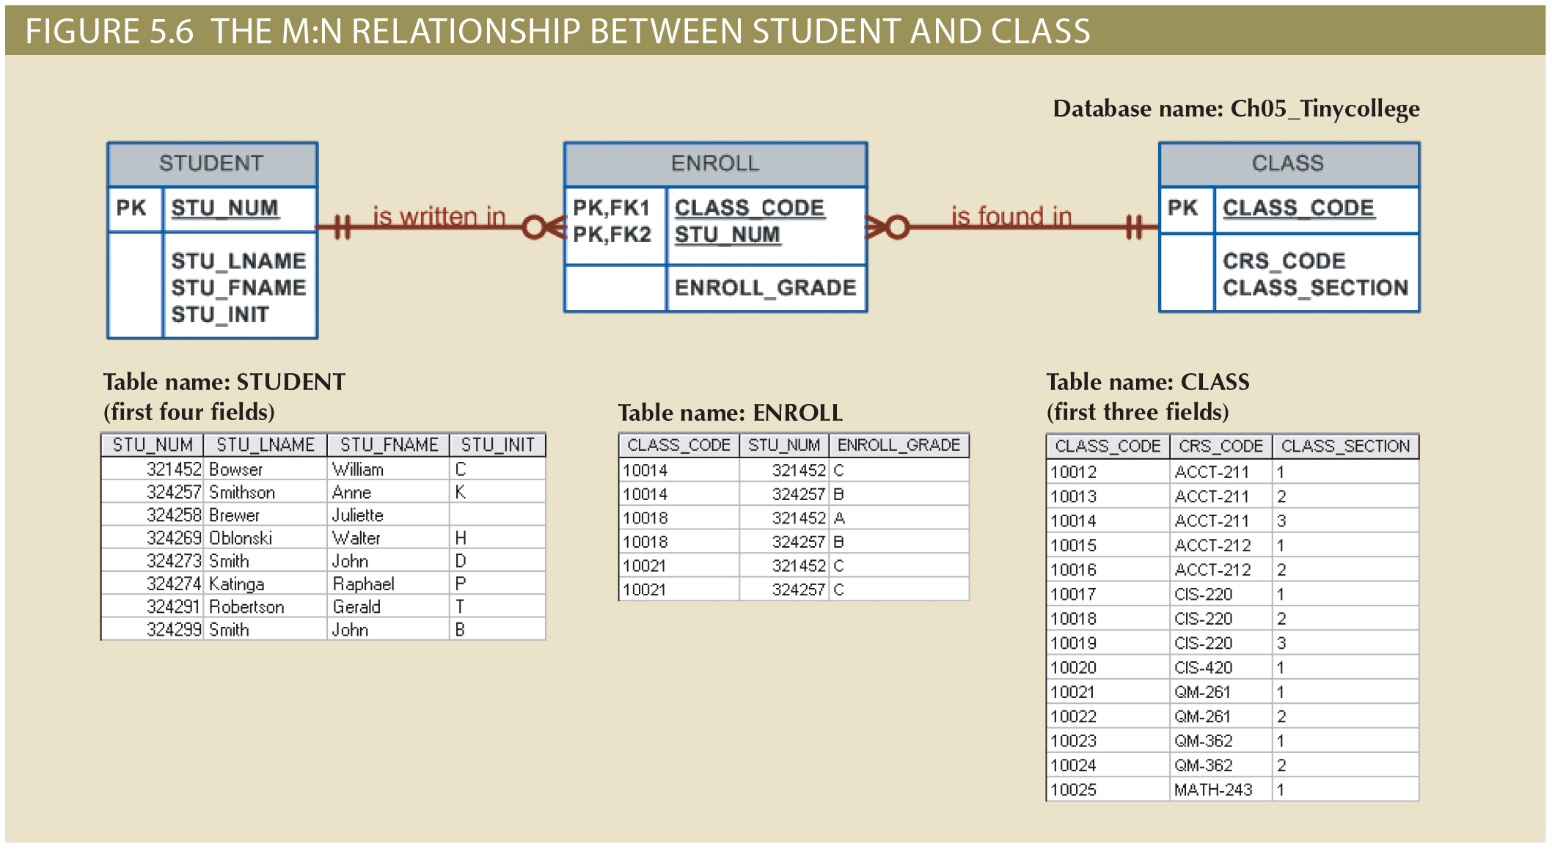 FIGURE 5.6 THE M:N RELATIONSHIP BETWEEN STUDENT AND CLASS
Database name: Ch05_Tinycollege
STUDENT
PK STU_NUM
STU_LNAME
STU_FNAME
STU_INIT
is written in
ENROLL
PK,FK1 CLASS_CODE
PK,FK2 STU_NUM
ENROLL_GRADE
is found in
CLASS
PK CLASS_CODE
CRS_CODE
CLASS_SECTION
Table name: STUDENT
(first four fields)
STU_NUM STU_LNAME STU_FNAME STU_INIT
321452 Bowser William C
324257 Smithson Anne K
324258 Brewer Juliette
324269 Oblonski Walter H
324273 Smith John D
324274 Katinga Raphael P
324291 Robertson Gerald T
324299 Smith John B
Table name: ENROLL
CLASS_CODE STU_NUM ENROLL_GRADE
10014 321452 C
10014 324257 B
10018 321452 A
10018 324257 B
10021 321452 C
10021 324257 C
Table name: CLASS
(first three fields)
CLASS_CODE CRS_CODE CLASS_SECTION
10012 ACCT-211 1
10013 ACCT-211 2
10014 ACCT-211 3
10015 ACCT-212 1
10016 ACCT-212 2
10017 CIS-220 1
10018 CIS-220 2
10019 CIS-220 3
10020 CIS-420 1
10021 QM-261 1
10022 QM-261 2
10023 QM-362 1
10024 QM-362 2
10025 MATH-243 1